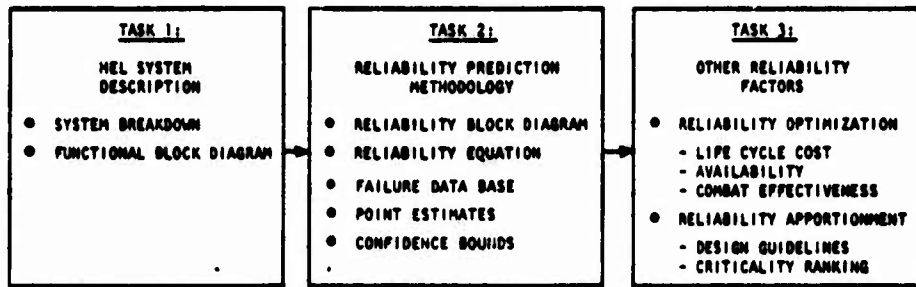 TASK 1:
HEL SYSTEM
DESCRIPTION
● SYSTEM BREAKDOWN
● FUNCTIONAL BLOCK DIAGRAM
TASK 2:
RELIABILITY PREDICTION
METHODOLOGY
● RELIABILITY BLOCK DIAGRAM
● RELIABILITY EQUATION
● FAILURE DATA BASE
● POINT ESTIMATES
● CONFIDENCE BOUNDS
TASK 3:
OTHER RELIABILITY
FACTORS
● RELIABILITY OPTIMIZATION
- LIFE CYCLE COST
- AVAILABILITY
- COMBAT EFFECTIVENESS
● RELIABILITY APPORTIONMENT
- DESIGN GUIDELINES
- CRITICALITY RANKING